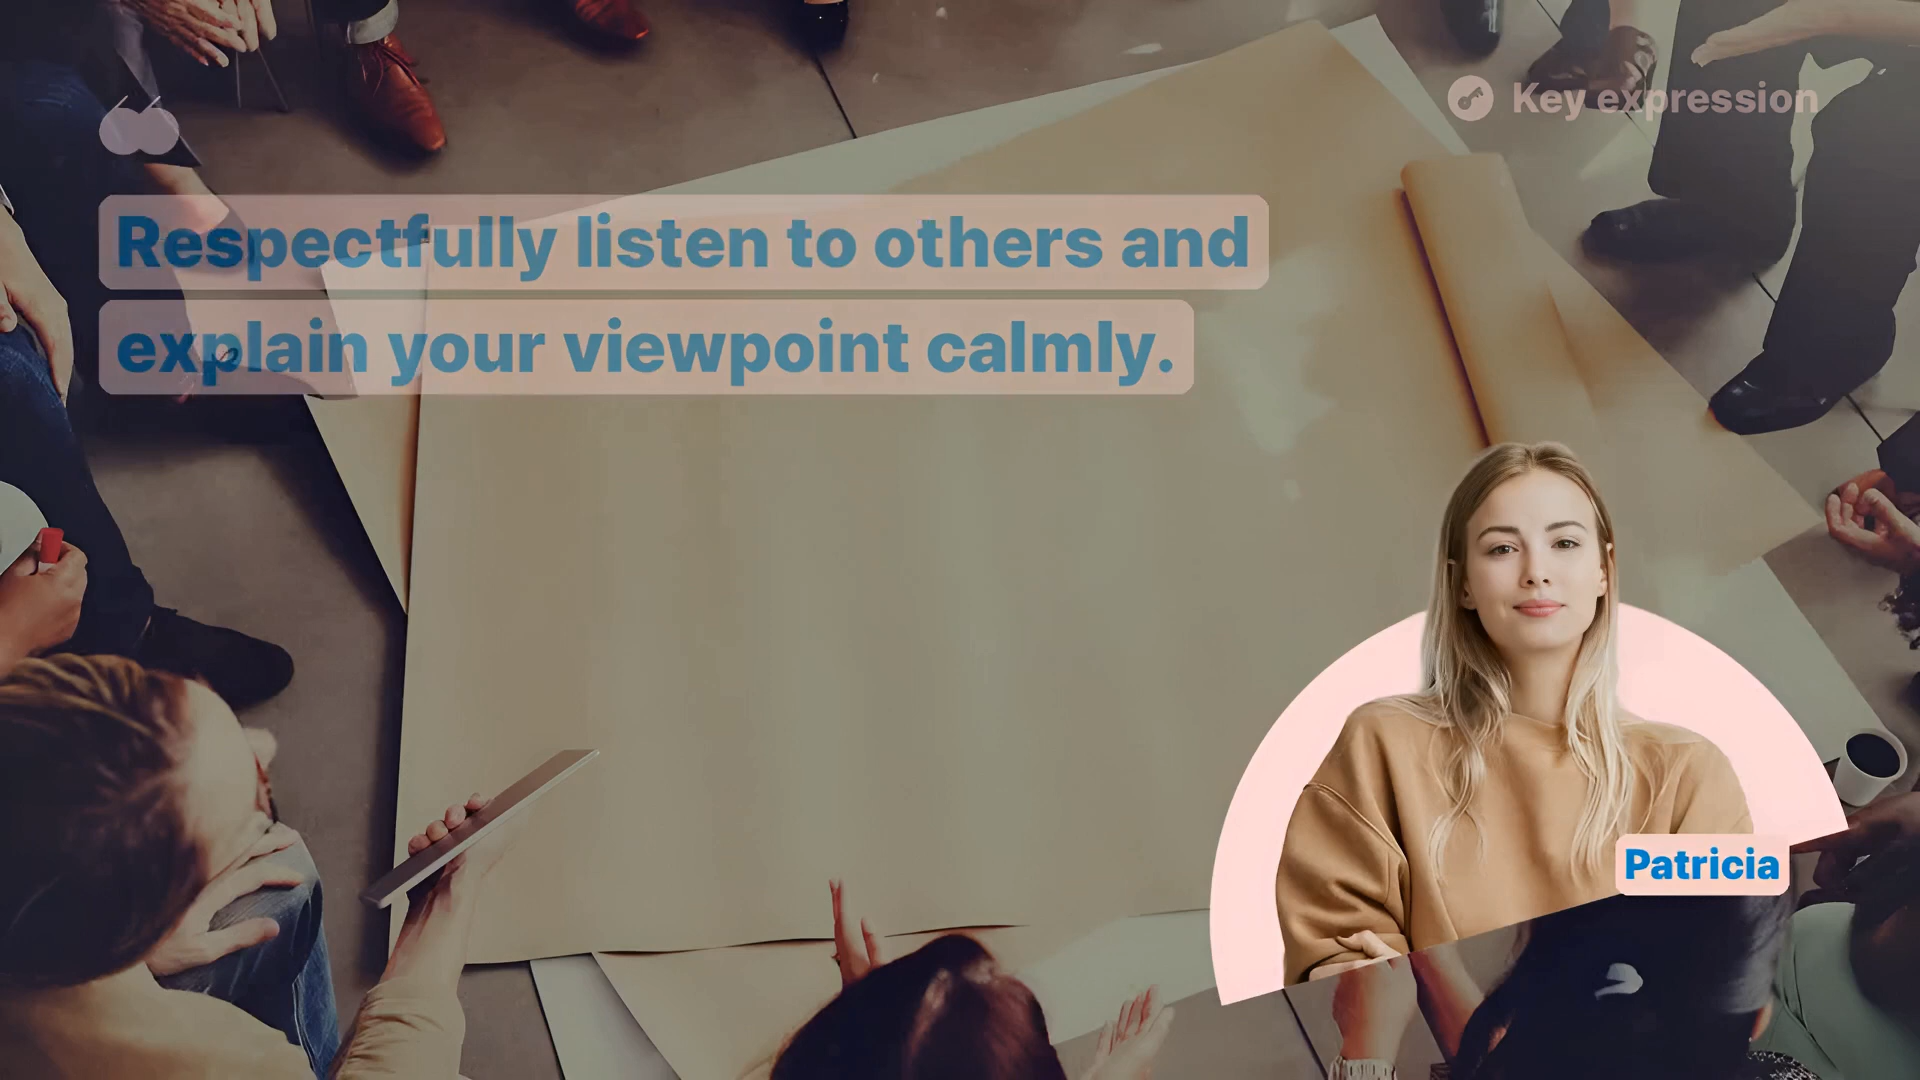 Key expression
Respectfully listen to others and
explain your viewpoint calmly.
Patricia